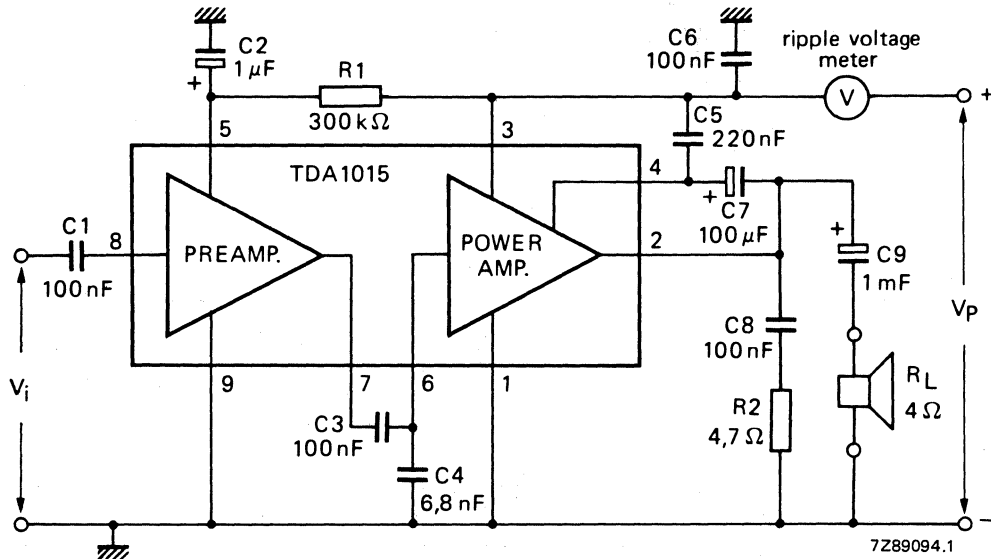 C2
1 µF
+
R1
300 kΩ
C6
100 nF
ripple voltage
meter
V
+
5
3
C5
220 nF
TDA1015
4
+
C7
100 µF
C1
100 nF
8
PREAMP.
POWER
AMP.
2
+
C9
1 mF
C8
100 nF
VP
Vi
9
7
6
1
C3
100 nF
C4
6,8 nF
R2
4,7 Ω
RL
4 Ω
−
7Z89094.1